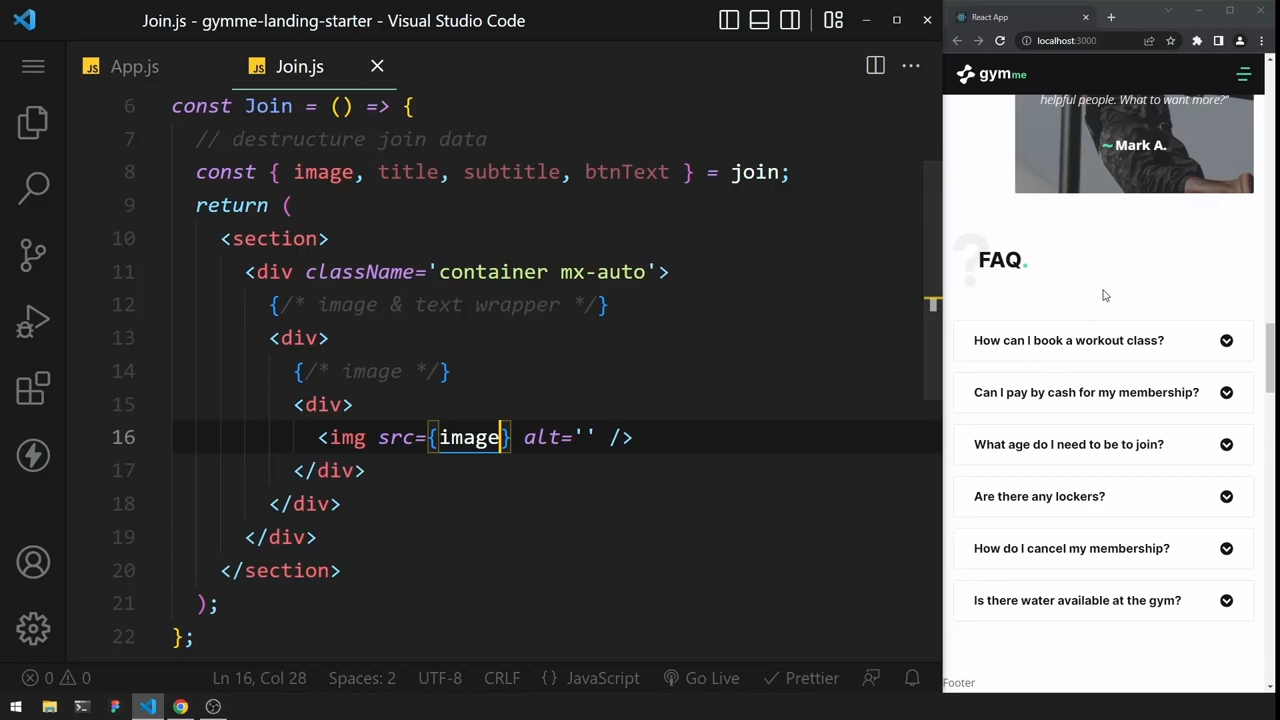 Join.js - gymme-landing-starter - Visual Studio Code
JS App.js
JS Join.js
6 const Join = () => {
7 // destructure join data
8 const { image, title, subtitle, btnText } = join;
9 return (
10 <section>
11 <div className='container mx-auto'>
12 {/* image & text wrapper */}
13 <div>
14 {/* image */}
15 <div>
16 <img src={image} alt='' />
17 </div>
18 </div>
19 </div>
20 </section>
21 );
22 };
0 0 Ln 16, Col 28 Spaces: 2 UTF-8 CRLF {} JavaScript Go Live Prettier
React App
localhost:3000
gymme
helpful people. What to want more?"
~ Mark A.
?
FAQ.
How can I book a workout class?
Can I pay by cash for my membership?
What age do I need to be to join?
Are there any lockers?
How do I cancel my membership?
Is there water available at the gym?
Footer